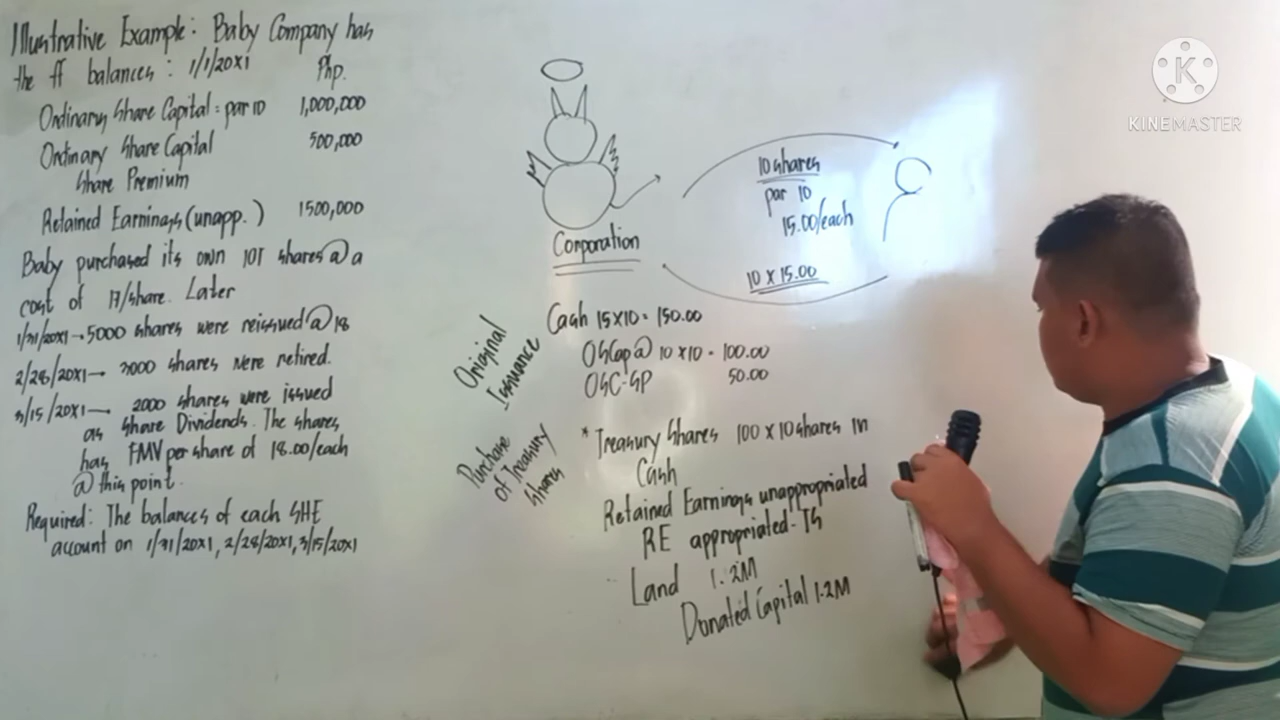 Illustrative Example: Baby Company has
the ff balances: 1/1/20x1 Php.
Ordinary Share Capital = par 10 1,000,000
Ordinary Share Capital 500,000
Share Premium
Retained Earnings (unapp.) 1500,000
Baby purchased its own 10T shares @ a
cost of 17/share. Later
1/31/20x1→5000 shares were reissued @ 18
2/28/20x1→ 3000 shares were retired.
3/15/20x1→ 2000 shares were issued
as Share Dividends. The shares
has FMV per share of 18.00/each
@ this point.
Required: The balances of each SHE
account on 1/31/20x1, 2/28/20x1, 3/15/20x1
Corporation
10 shares
par 10
15.00/each
10 x 15.00
Original
Issuance
Cash 15x10 = 150.00
OSCap @ 10 x 10 = 100.00
OSC-SP 50.00
Purchase
of Treasury
Shares
* Treasury Shares 100 x 10 shares in
Cash
Retained Earnings unappropriated
RE appropriated-TS
Land 1.2M
Donated Capital 1.2M
K
KINEMASTER